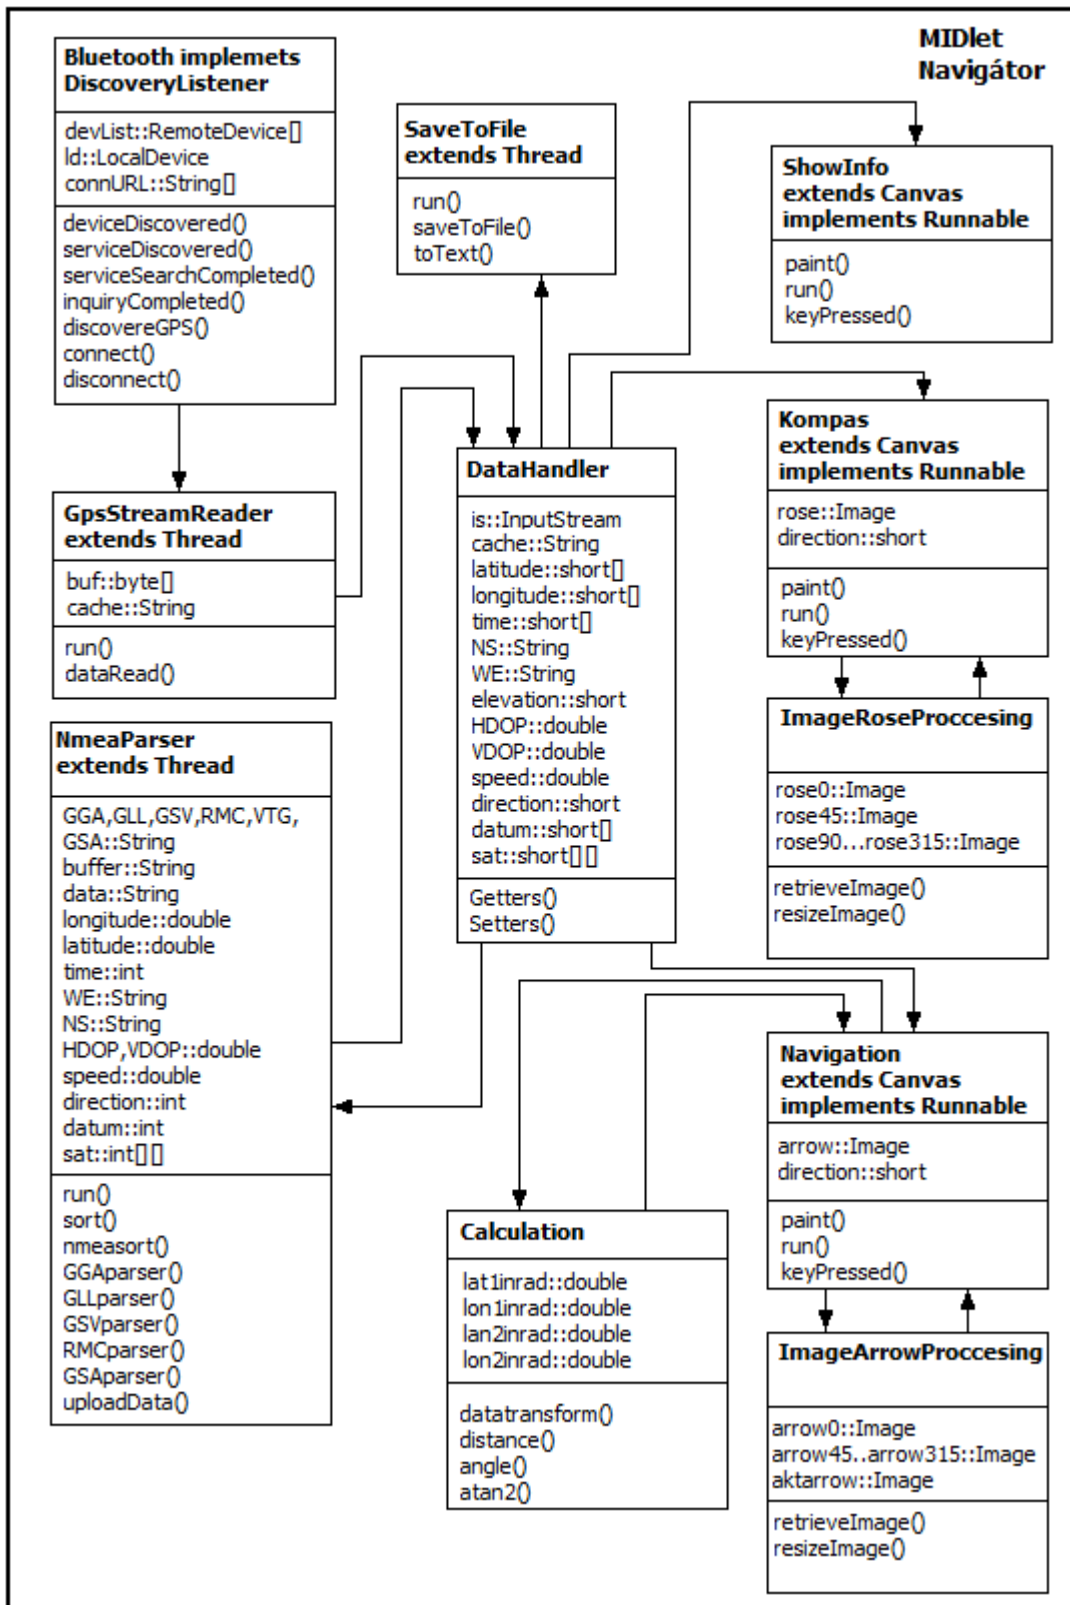 MIDlet
Navigátor
Bluetooth implemets
DiscoveryListener
devList::RemoteDevice[]
ld::LocalDevice
connURL::String[]
deviceDiscovered()
serviceDiscovered()
serviceSearchCompleted()
inquiryCompleted()
discovereGPS()
connect()
disconnect()
SaveToFile
extends Thread
run()
saveToFile()
toText()
ShowInfo
extends Canvas
implements Runnable
paint()
run()
keyPressed()
GpsStreamReader
extends Thread
buf::byte[]
cache::String
run()
dataRead()
DataHandler
is::InputStream
cache::String
latitude::short[]
longitude::short[]
time::short[]
NS::String
WE::String
elevation::short
HDOP::double
VDOP::double
speed::double
direction::short
datum::short[]
sat::short[][]
Getters()
Setters()
Kompas
extends Canvas
implements Runnable
rose::Image
direction::short
paint()
run()
keyPressed()
ImageRoseProccesing
rose0::Image
rose45::Image
rose90...rose315::Image
retrieveImage()
resizeImage()
NmeaParser
extends Thread
GGA,GLL,GSV,RMC,VTG,
GSA::String
buffer::String
data::String
longitude::double
latitude::double
time::int
WE::String
NS::String
HDOP,VDOP::double
speed::double
direction::int
datum::int
sat::int[][]
run()
sort()
nmeasort()
GGAparser()
GLLparser()
GSVparser()
RMCparser()
GSAparser()
uploadData()
Calculation
lat1inrad::double
lon1inrad::double
lan2inrad::double
lon2inrad::double
datatransform()
distance()
angle()
atan2()
Navigation
extends Canvas
implements Runnable
arrow::Image
direction::short
paint()
run()
keyPressed()
ImageArrowProccesing
arrow0::Image
arrow45..arrow315::Image
aktarrow::Image
retrieveImage()
resizeImage()